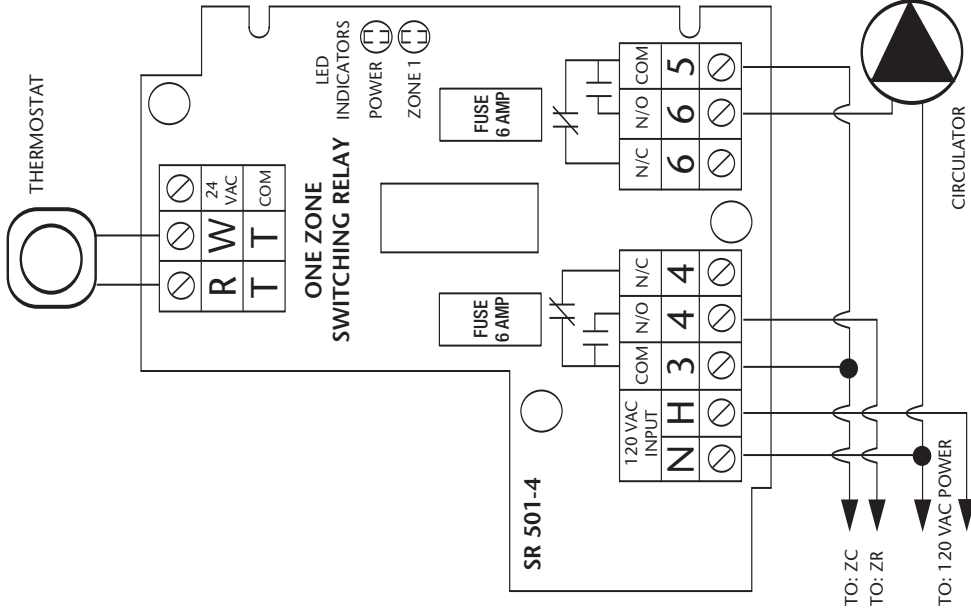 THERMOSTAT
R
W
24
VAC
T
T
COM
ONE ZONE
SWITCHING RELAY
LED
INDICATORS
POWER
ZONE 1
FUSE
6 AMP
FUSE
6 AMP
SR 501-4
120 VAC
INPUT
COM
N/O
N/C
N/C
N/O
COM
N
H
3
4
4
6
6
5
TO: ZC
TO: ZR
TO: 120 VAC POWER
CIRCULATOR